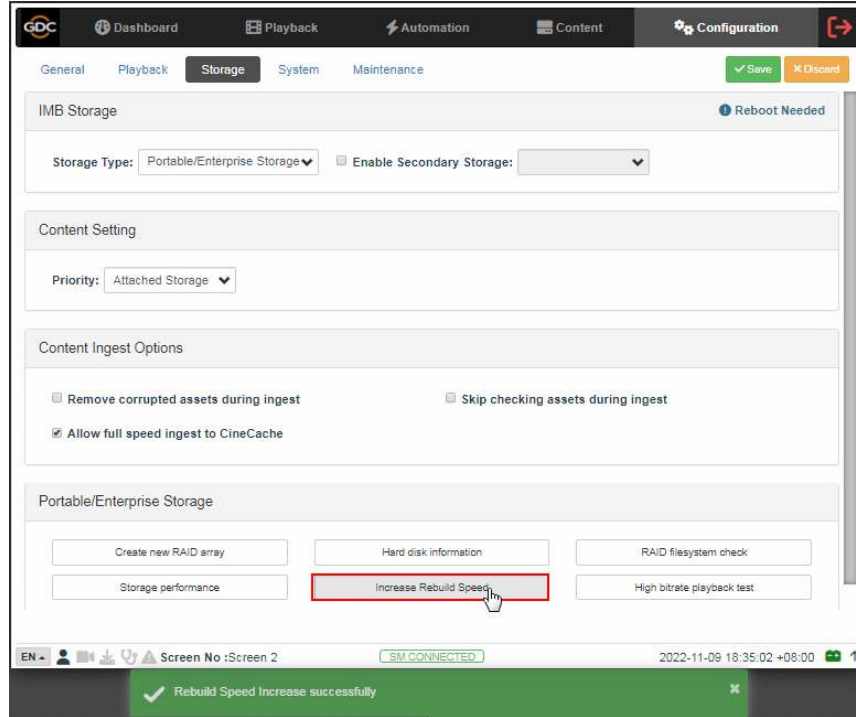 GDC Dashboard Playback Automation Content Configuration
General Playback Storage System Maintenance Save Discard
IMB Storage Reboot Needed
Storage Type: Portable/Enterprise Storage Enable Secondary Storage:
Content Setting
Priority: Attached Storage
Content Ingest Options
Remove corrupted assets during ingest Skip checking assets during ingest
Allow full speed ingest to CineCache
Portable/Enterprise Storage
Create new RAID array Hard disk information RAID filesystem check
Storage performance Increase Rebuild Speed High bitrate playback test
EN Screen No :Screen 2 SM CONNECTED 2022-11-09 18:35:02 +08:00
Rebuild Speed Increase successfully